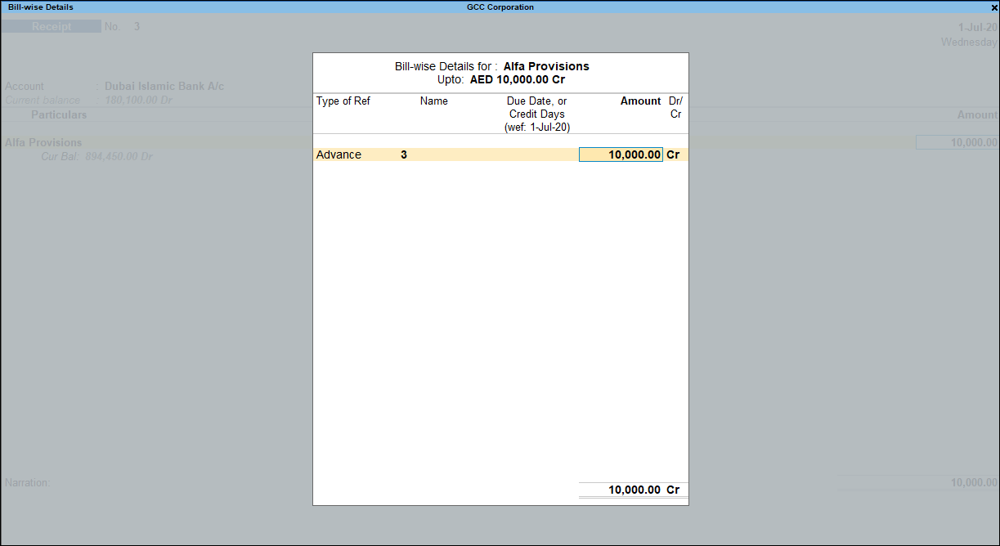 Bill-wise Details GCC Corporation ×
Receipt No. 3 1-Jul-20
Wednesday
Account : Dubai Islamic Bank A/c
Current balance : 180,100.00 Dr
Particulars Amount
Alfa Provisions 10,000.00
Cur Bal. 894,450.00 Dr
Bill-wise Details for : Alfa Provisions
Upto: AED 10,000.00 Cr
Type of Ref Name Due Date, or Amount Dr/
Credit Days Cr
(wef: 1-Jul-20)
Advance 3 10,000.00 Cr
10,000.00 Cr
Narration: 10,000.00